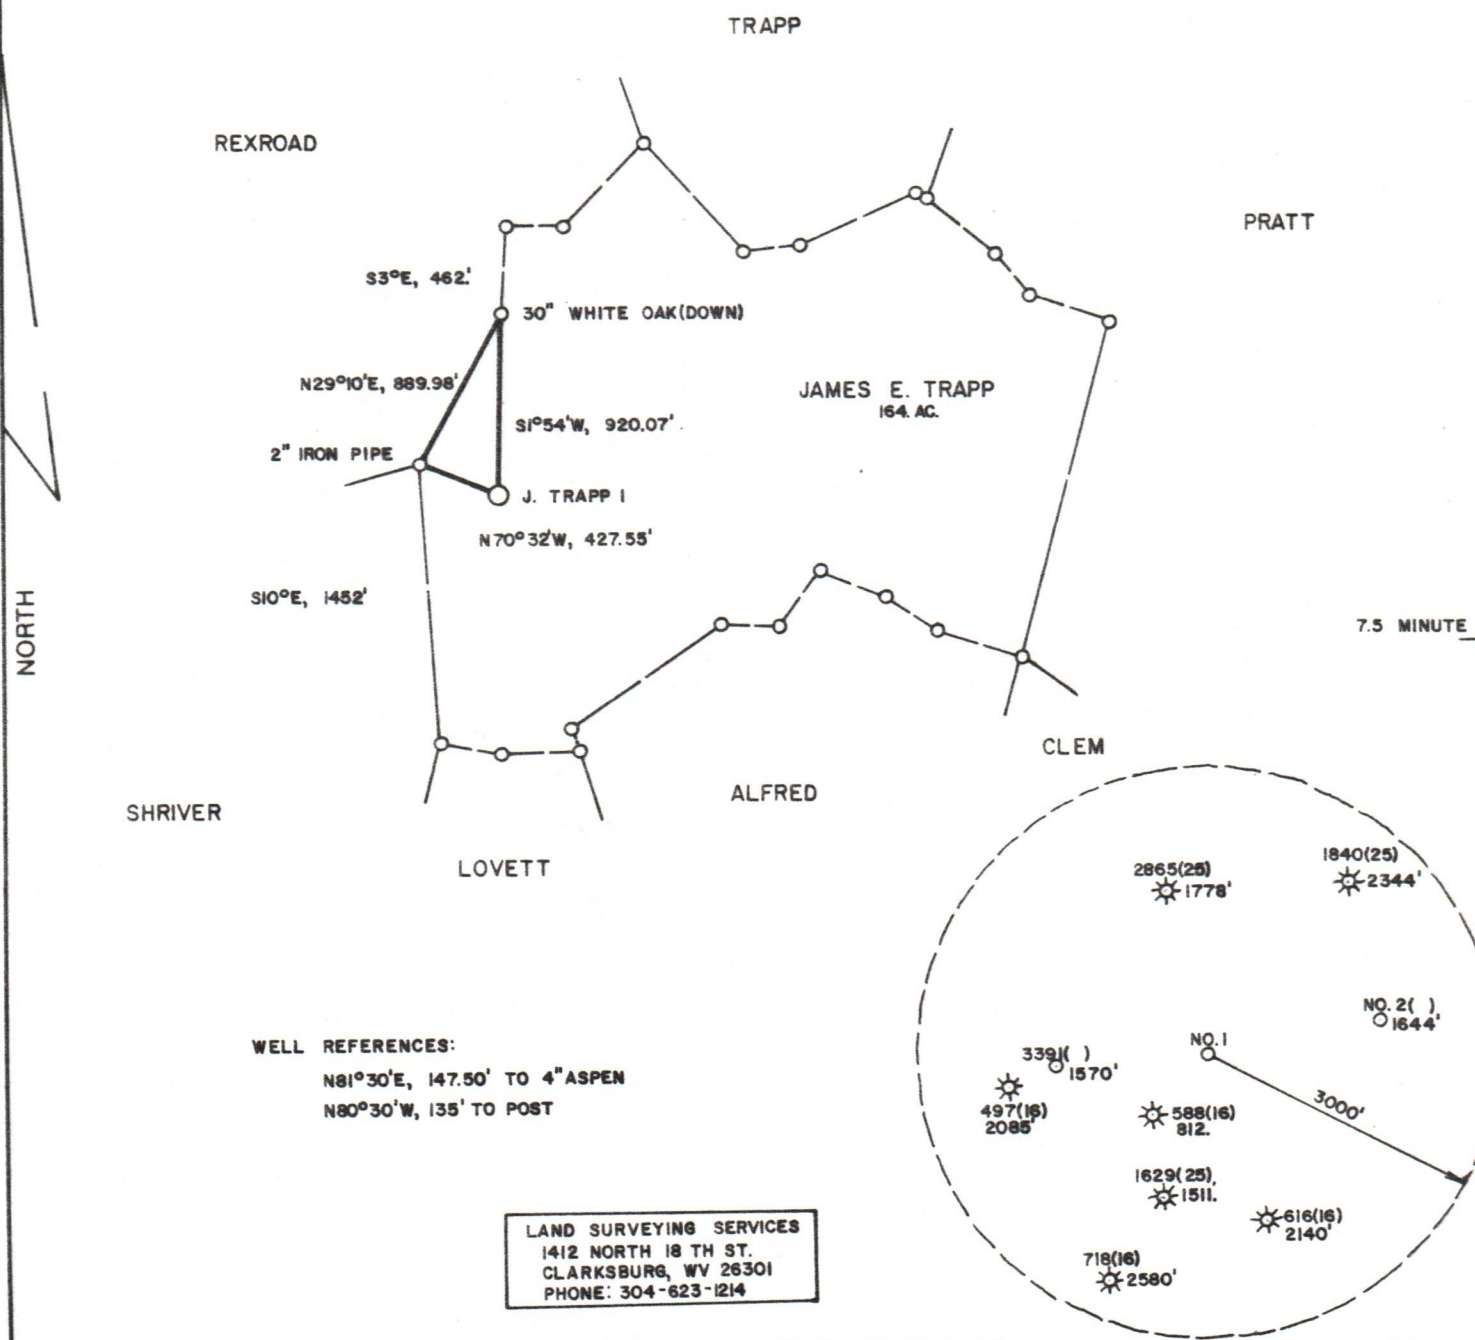 TRAPP
REXROAD
PRATT
S3°E, 462.'
30" WHITE OAK(DOWN)
N29°10'E, 889.98'
JAMES E. TRAPP
164. AC.
S1°54'W, 920.07'
2" IRON PIPE
J. TRAPP 1
N70°32'W, 427.55'
S10°E, 1452'
NORTH
7.5 MINUTE
CLEM
ALFRED
SHRIVER
LOVETT
2865(25)
1778'
1840(25)
2344'
NO. 2( )
1644'
NO. 1
3391( )
1570'
497(16)
2085'
588(16)
812.
3000'
1629(25)
1511.
616(16)
2140'
718(16)
2580'
WELL REFERENCES:
N81°30'E, 147.50' TO 4" ASPEN
N80°30'W, 135' TO POST
LAND SURVEYING SERVICES
1412 NORTH 18 TH ST.
CLARKSBURG, WV 26301
PHONE: 304-623-1214